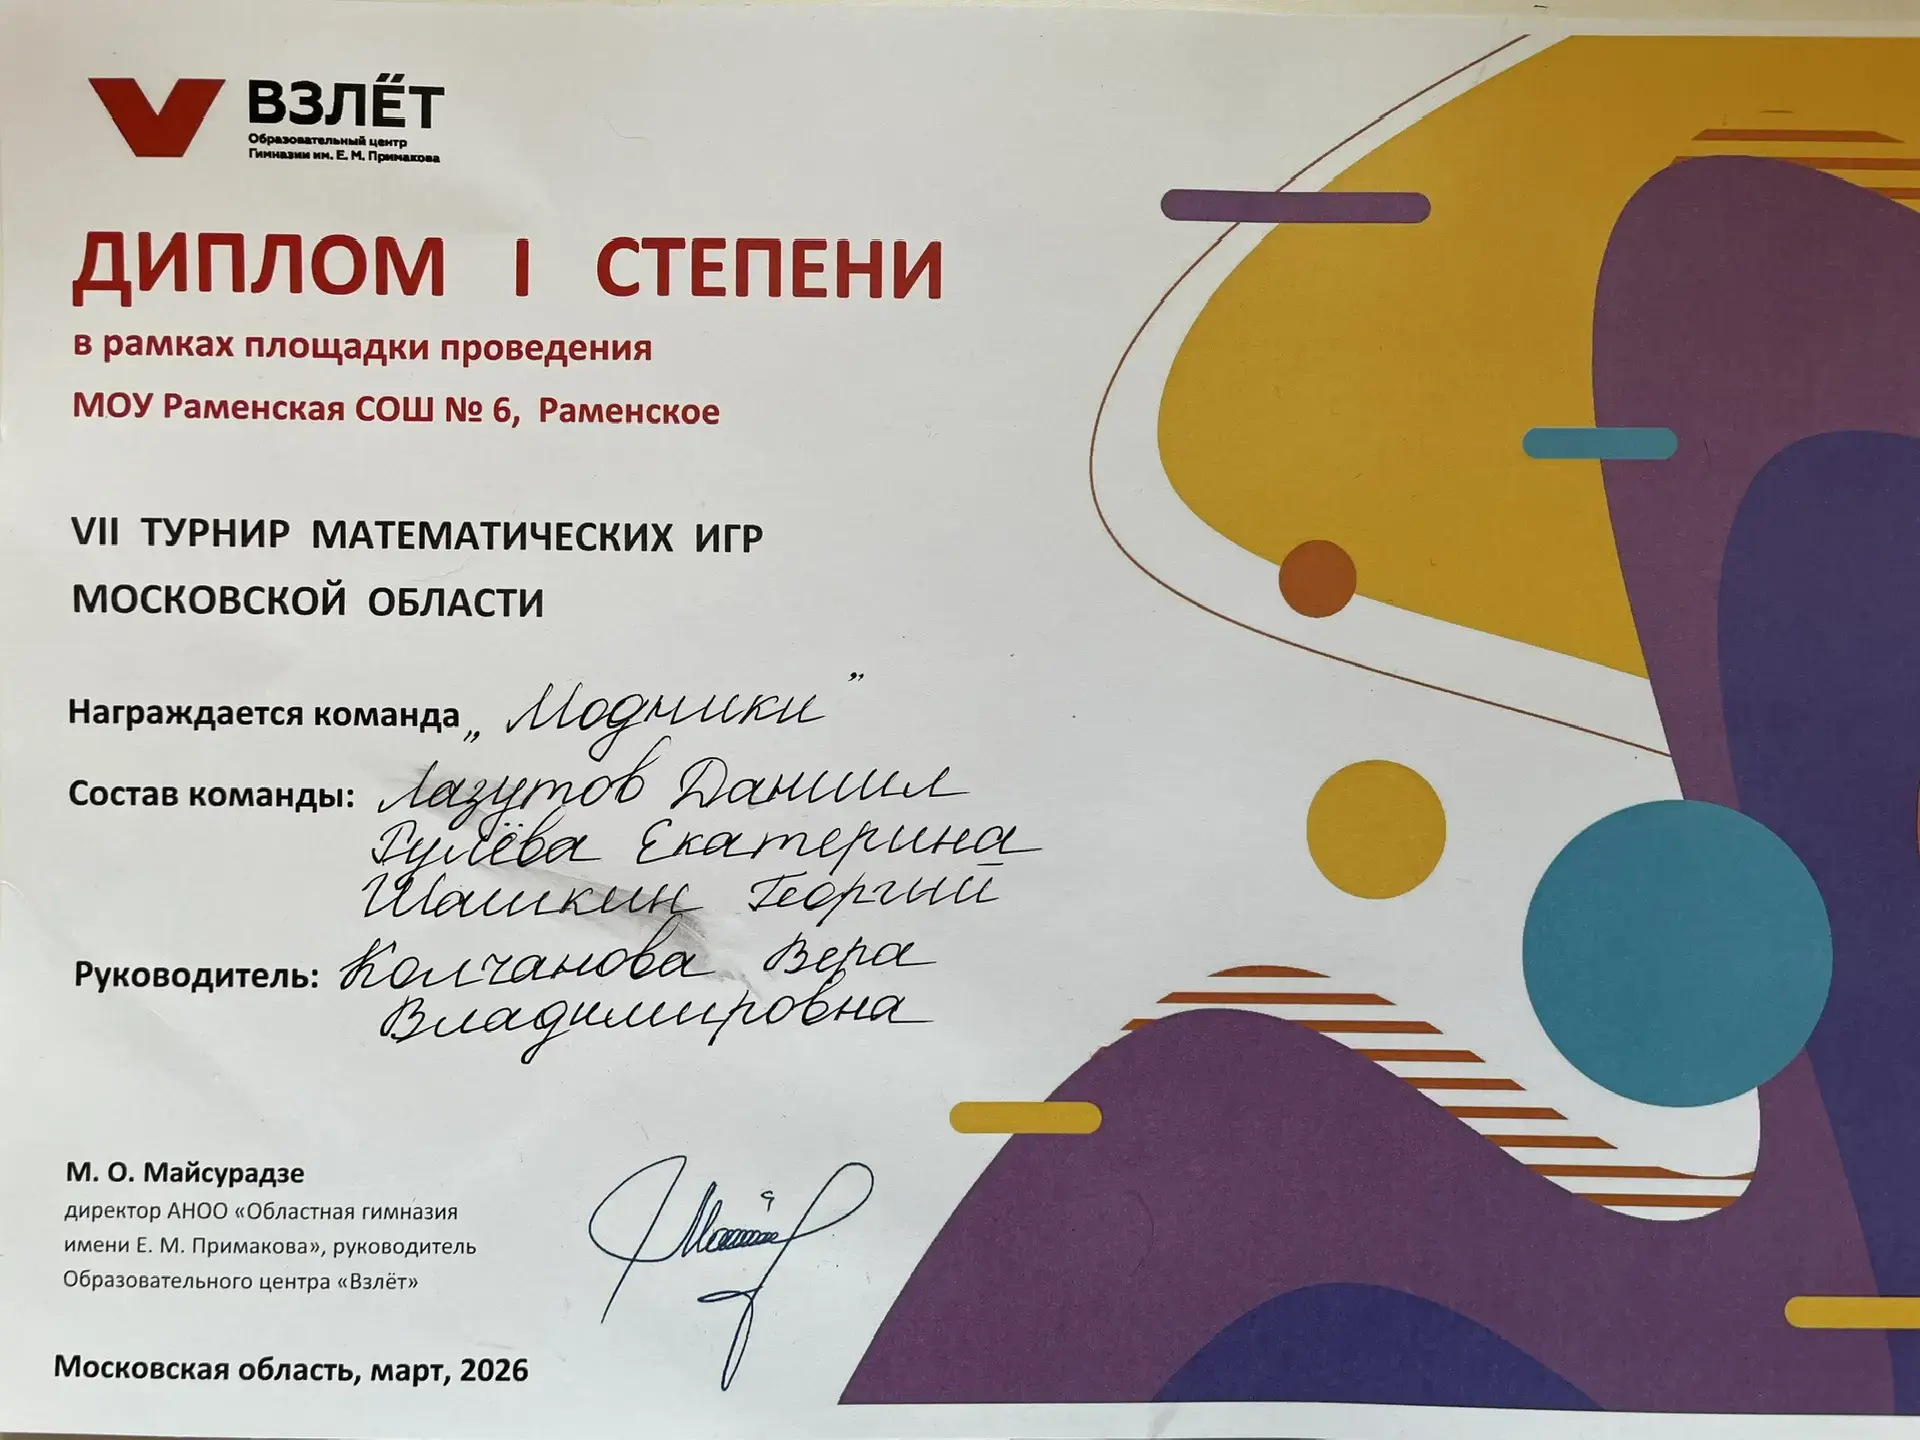 ВЗЛЁТ
Образовательный центр
Гимназии им. Е. М. Примакова
ДИПЛОМ I СТЕПЕНИ
в рамках площадки проведения
МОУ Раменская СОШ № 6, Раменское
VII ТУРНИР МАТЕМАТИЧЕСКИХ ИГР
МОСКОВСКОЙ ОБЛАСТИ
Награждается команда „Модники”
Состав команды: Лазутов Даниил
Гулёва Екатерина
Шашкин Георгий
Руководитель: Колчанова Вера
Владимировна
М. О. Майсурадзе
директор АНОО «Областная гимназия
имени Е. М. Примакова», руководитель
Образовательного центра «Взлёт»
Московская область, март, 2026